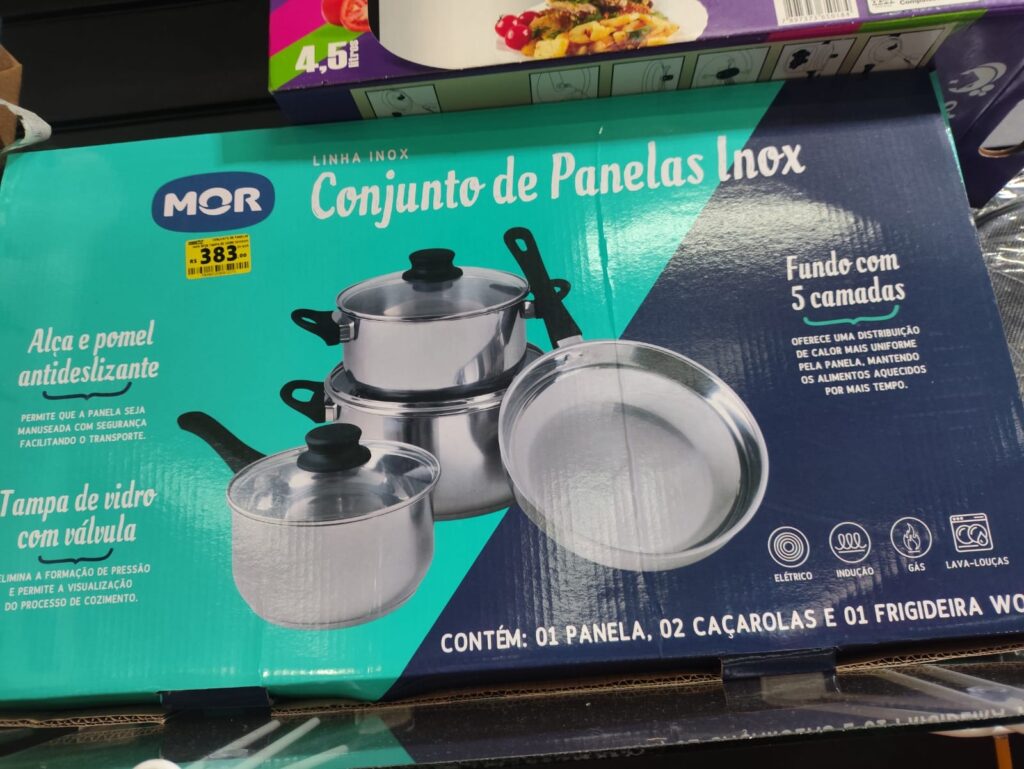 4,5 litros
LINHA INOX
Conjunto de Panelas Inox
MOR
R$ 383,00
Fundo com
5 camadas
OFERECE UMA DISTRIBUIÇÃO
DE CALOR MAIS UNIFORME
PELA PANELA, MANTENDO
OS ALIMENTOS AQUECIDOS
POR MAIS TEMPO.
Alça e pomel
antideslizante
PERMITE QUE A PANELA SEJA
MANUSEADA COM SEGURANÇA
FACILITANDO O TRANSPORTE.
Tampa de vidro
com válvula
ELIMINA A FORMAÇÃO DE PRESSÃO
E PERMITE A VISUALIZAÇÃO
DO PROCESSO DE COZIMENTO.
ELÉTRICO
INDUÇÃO
GÁS
LAVA-LOUÇAS
CONTÉM: 01 PANELA, 02 CAÇAROLAS E 01 FRIGIDEIRA WO